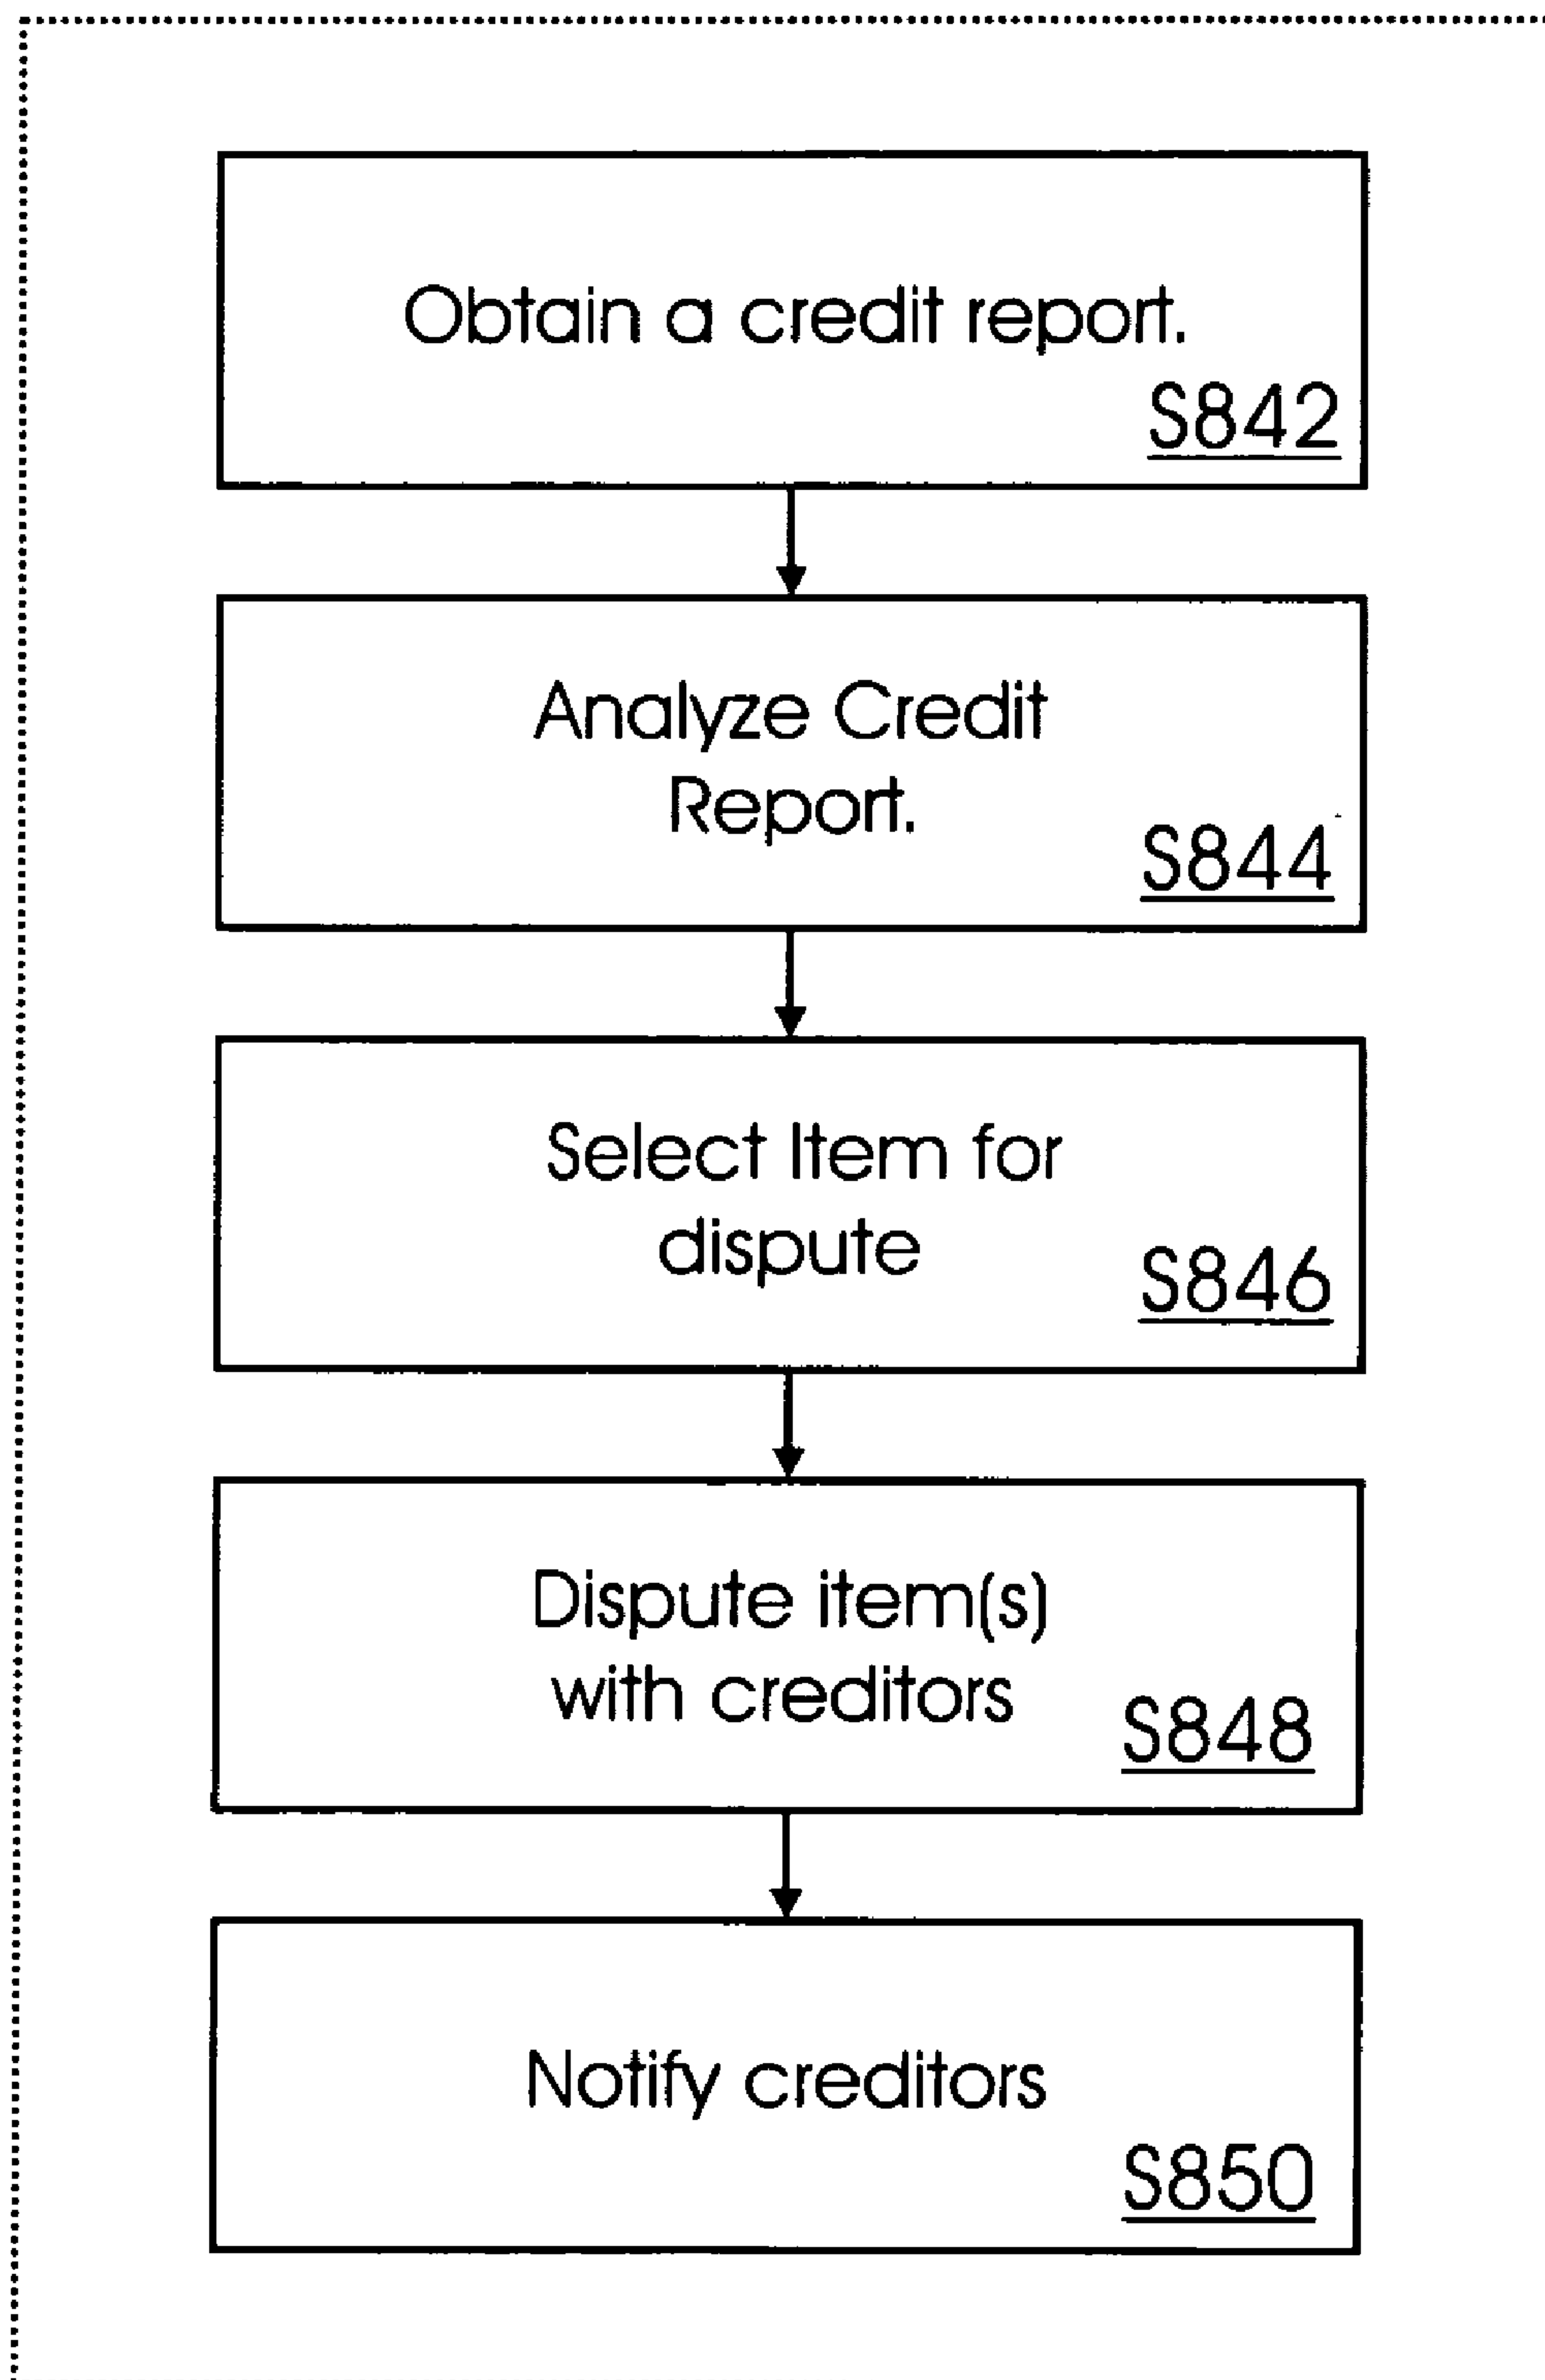 Obtain a credit report.
S842
Analyze Credit
Report.
S844
Select Item for
dispute
S846
Dispute item(s)
with creditors
S848
Notify creditors
S850